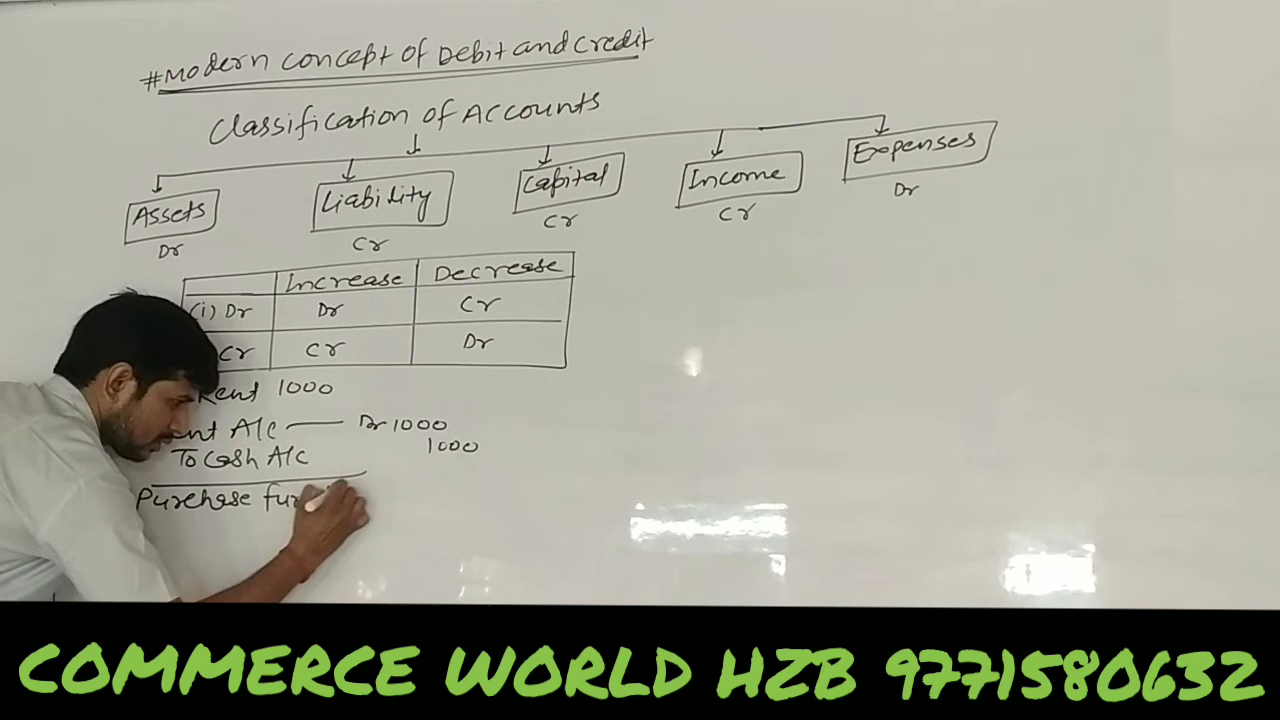 #Modern concept of Debit and Credit
Classification of Accounts
Assets Liability Capital Income Expenses
Dr Cr Cr Cr Dr
Increase Decrease
(i) Dr Dr Cr
Cr Cr Dr
Rent 1000
A/c Dr 1000
To Cash A/c 1000
Purchase
COMMERCE WORLD HZB 9771580632